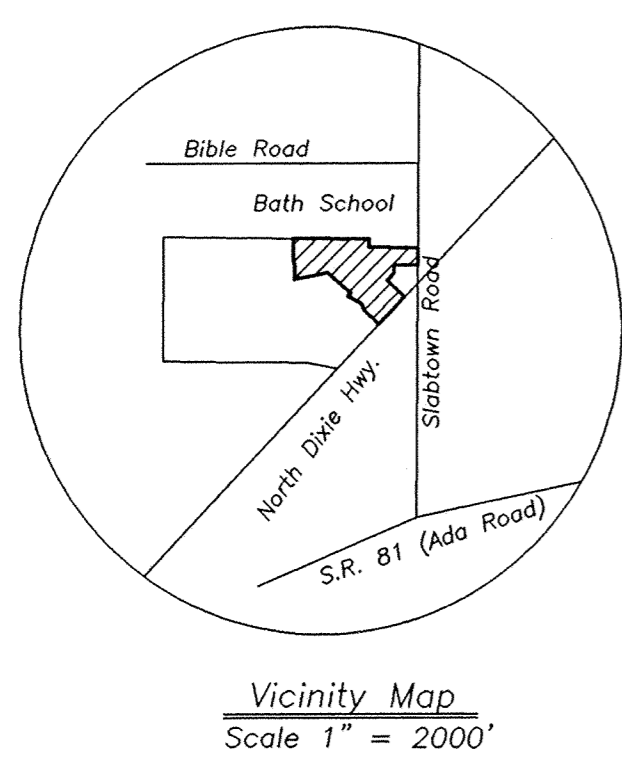 Bible Road
Bath School
Slabtown Road
North Dixie Hwy.
S.R. 81 (Ada Road)
Vicinity Map
Scale 1" = 2000'